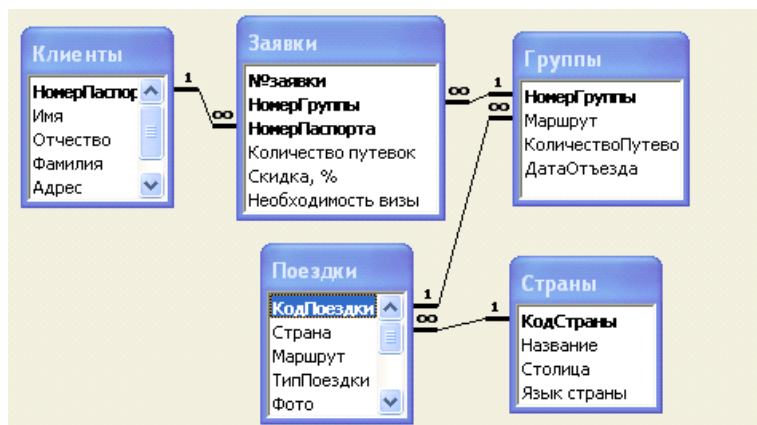 Клиенты
НомерПаспор
Имя
Отчество
Фамилия
Адрес
1
∞
Заявки
№заявки
НомерГруппы
НомерПаспорта
Количество путевок
Скидка, %
Необходимость визы
∞
1
∞
Группы
НомерГруппы
Маршрут
КоличествоПутево
ДатаОтъезда
Поездки
КодПоездки
Страна
Маршрут
ТипПоездки
Фото
1
∞
1
Страны
КодСтраны
Название
Столица
Язык страны